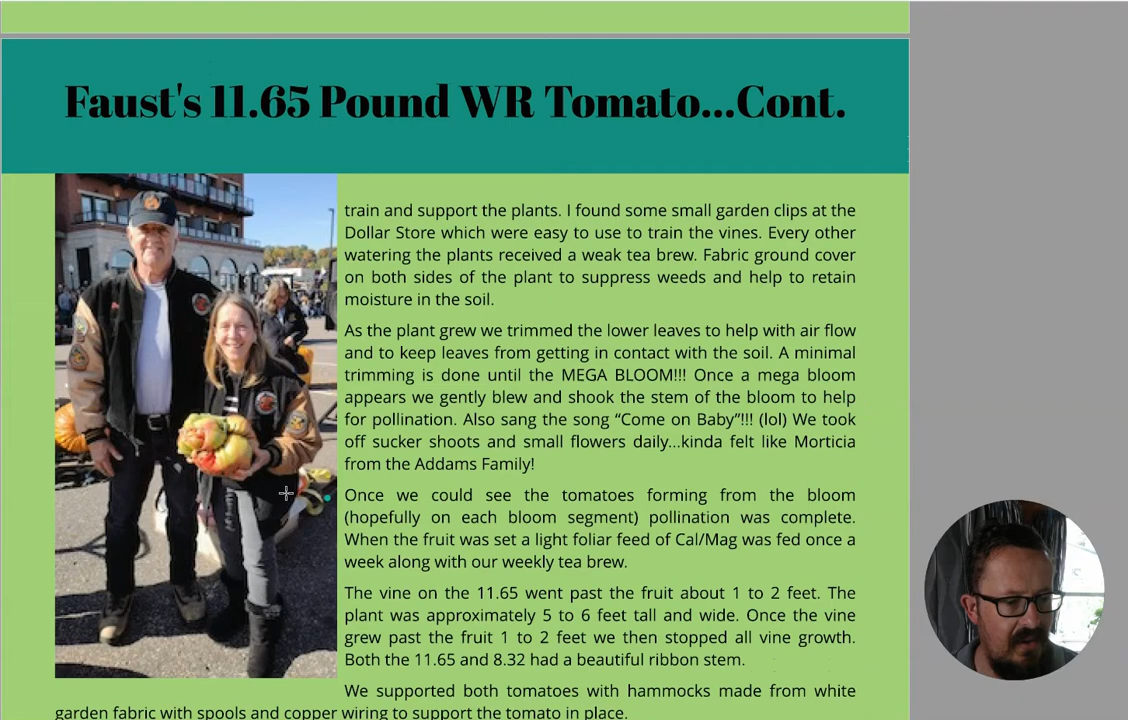 Faust's 11.65 Pound WR Tomato...Cont.
train and support the plants. I found some small garden clips at the
Dollar Store which were easy to use to train the vines. Every other
watering the plants received a weak tea brew. Fabric ground cover
on both sides of the plant to suppress weeds and help to retain
moisture in the soil.
As the plant grew we trimmed the lower leaves to help with air flow
and to keep leaves from getting in contact with the soil. A minimal
trimming is done until the MEGA BLOOM!!! Once a mega bloom
appears we gently blew and shook the stem of the bloom to help
for pollination. Also sang the song “Come on Baby”!!! (lol) We took
off sucker shoots and small flowers daily...kinda felt like Morticia
from the Addams Family!
Once we could see the tomatoes forming from the bloom
(hopefully on each bloom segment) pollination was complete.
When the fruit was set a light foliar feed of Cal/Mag was fed once a
week along with our weekly tea brew.
The vine on the 11.65 went past the fruit about 1 to 2 feet. The
plant was approximately 5 to 6 feet tall and wide. Once the vine
grew past the fruit 1 to 2 feet we then stopped all vine growth.
Both the 11.65 and 8.32 had a beautiful ribbon stem.
We supported both tomatoes with hammocks made from white
garden fabric with spools and copper wiring to support the tomato in place.